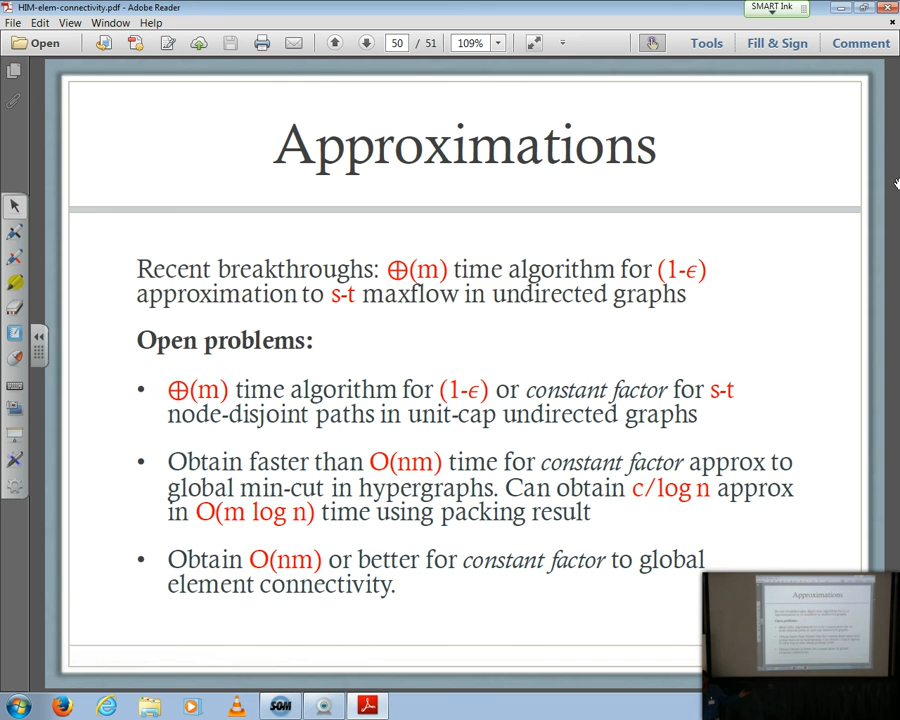 HIM-elem-connectivity.pdf - Adobe Reader
SMART Ink
File Edit View Window Help
Open 50 / 51 109% Tools Fill & Sign Comment
Approximations
Recent breakthroughs: ⊕(m) time algorithm for (1-ϵ)
approximation to s-t maxflow in undirected graphs
Open problems:
• ⊕(m) time algorithm for (1-ϵ) or constant factor for s-t
node-disjoint paths in unit-cap undirected graphs
• Obtain faster than O(nm) time for constant factor approx to
global min-cut in hypergraphs. Can obtain c/log n approx
in O(m log n) time using packing result
• Obtain O(nm) or better for constant factor to global
element connectivity.
Approximations
Open problems:
SOM